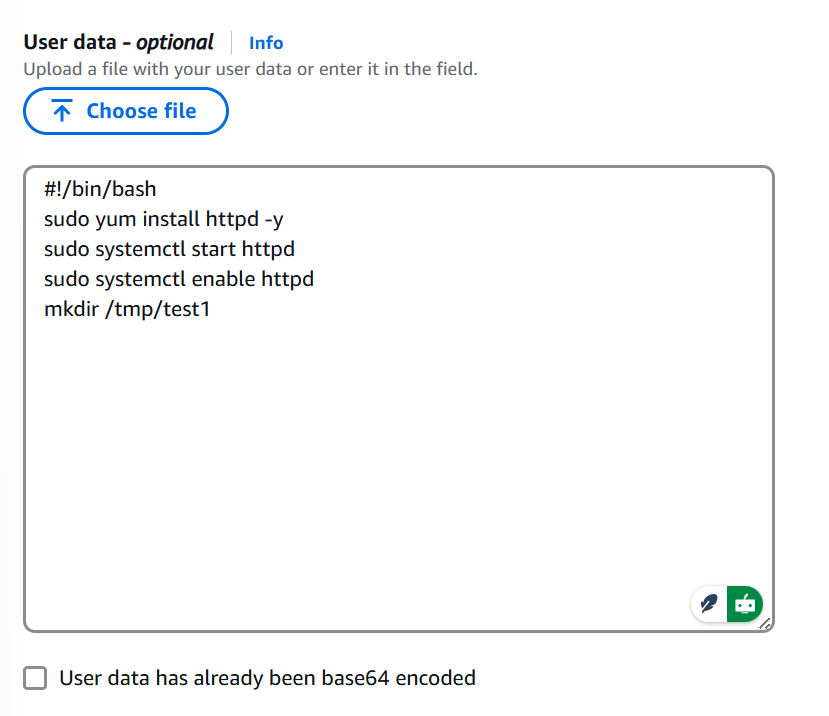 User data - optional Info
Upload a file with your user data or enter it in the field.
Choose file
#!/bin/bash
sudo yum install httpd -y
sudo systemctl start httpd
sudo systemctl enable httpd
mkdir /tmp/test1
User data has already been base64 encoded